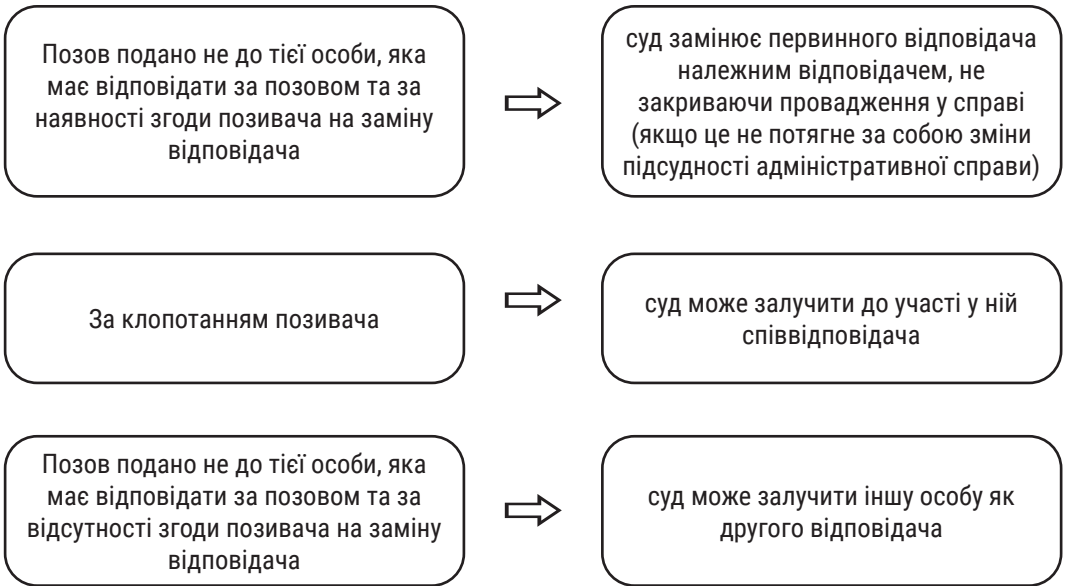 Позов подано не до тієї особи, яка
має відповідати за позовом та за
наявності згоди позивача на заміну
відповідача
суд замінює первинного відповідача
належним відповідачем, не
закриваючи провадження у справі
(якщо це не потягне за собою зміни
підсудності адміністративної справи)
За клопотанням позивача
суд може залучити до участі у ній
співвідповідача
Позов подано не до тієї особи, яка
має відповідати за позовом та за
відсутності згоди позивача на заміну
відповідача
суд може залучити іншу особу як
другого відповідача